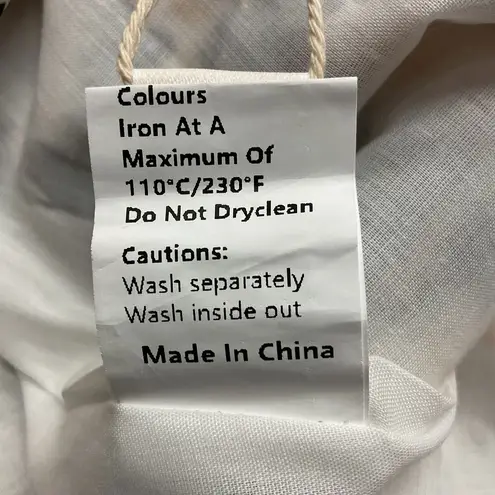 Colours
Iron At A
Maximum Of
110°C/230°F
Do Not Dryclean
Cautions:
Wash separately
Wash inside out
Made In China